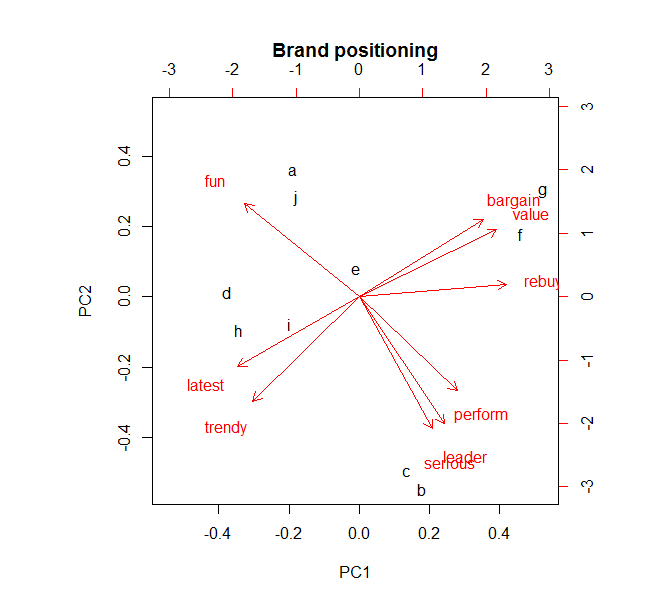 Brand positioning
-3 -2 -1 0 1 2 3
3
a
0.4
fun
2
g
j
bargain
value
0.2
f
1
e
rebuy
d
0.0
0
i
h
-0.2
-1
latest
perform
trendy
-2
-0.4
leader
serious
c
b
-3
PC2
-0.4 -0.2 0.0 0.2 0.4
PC1